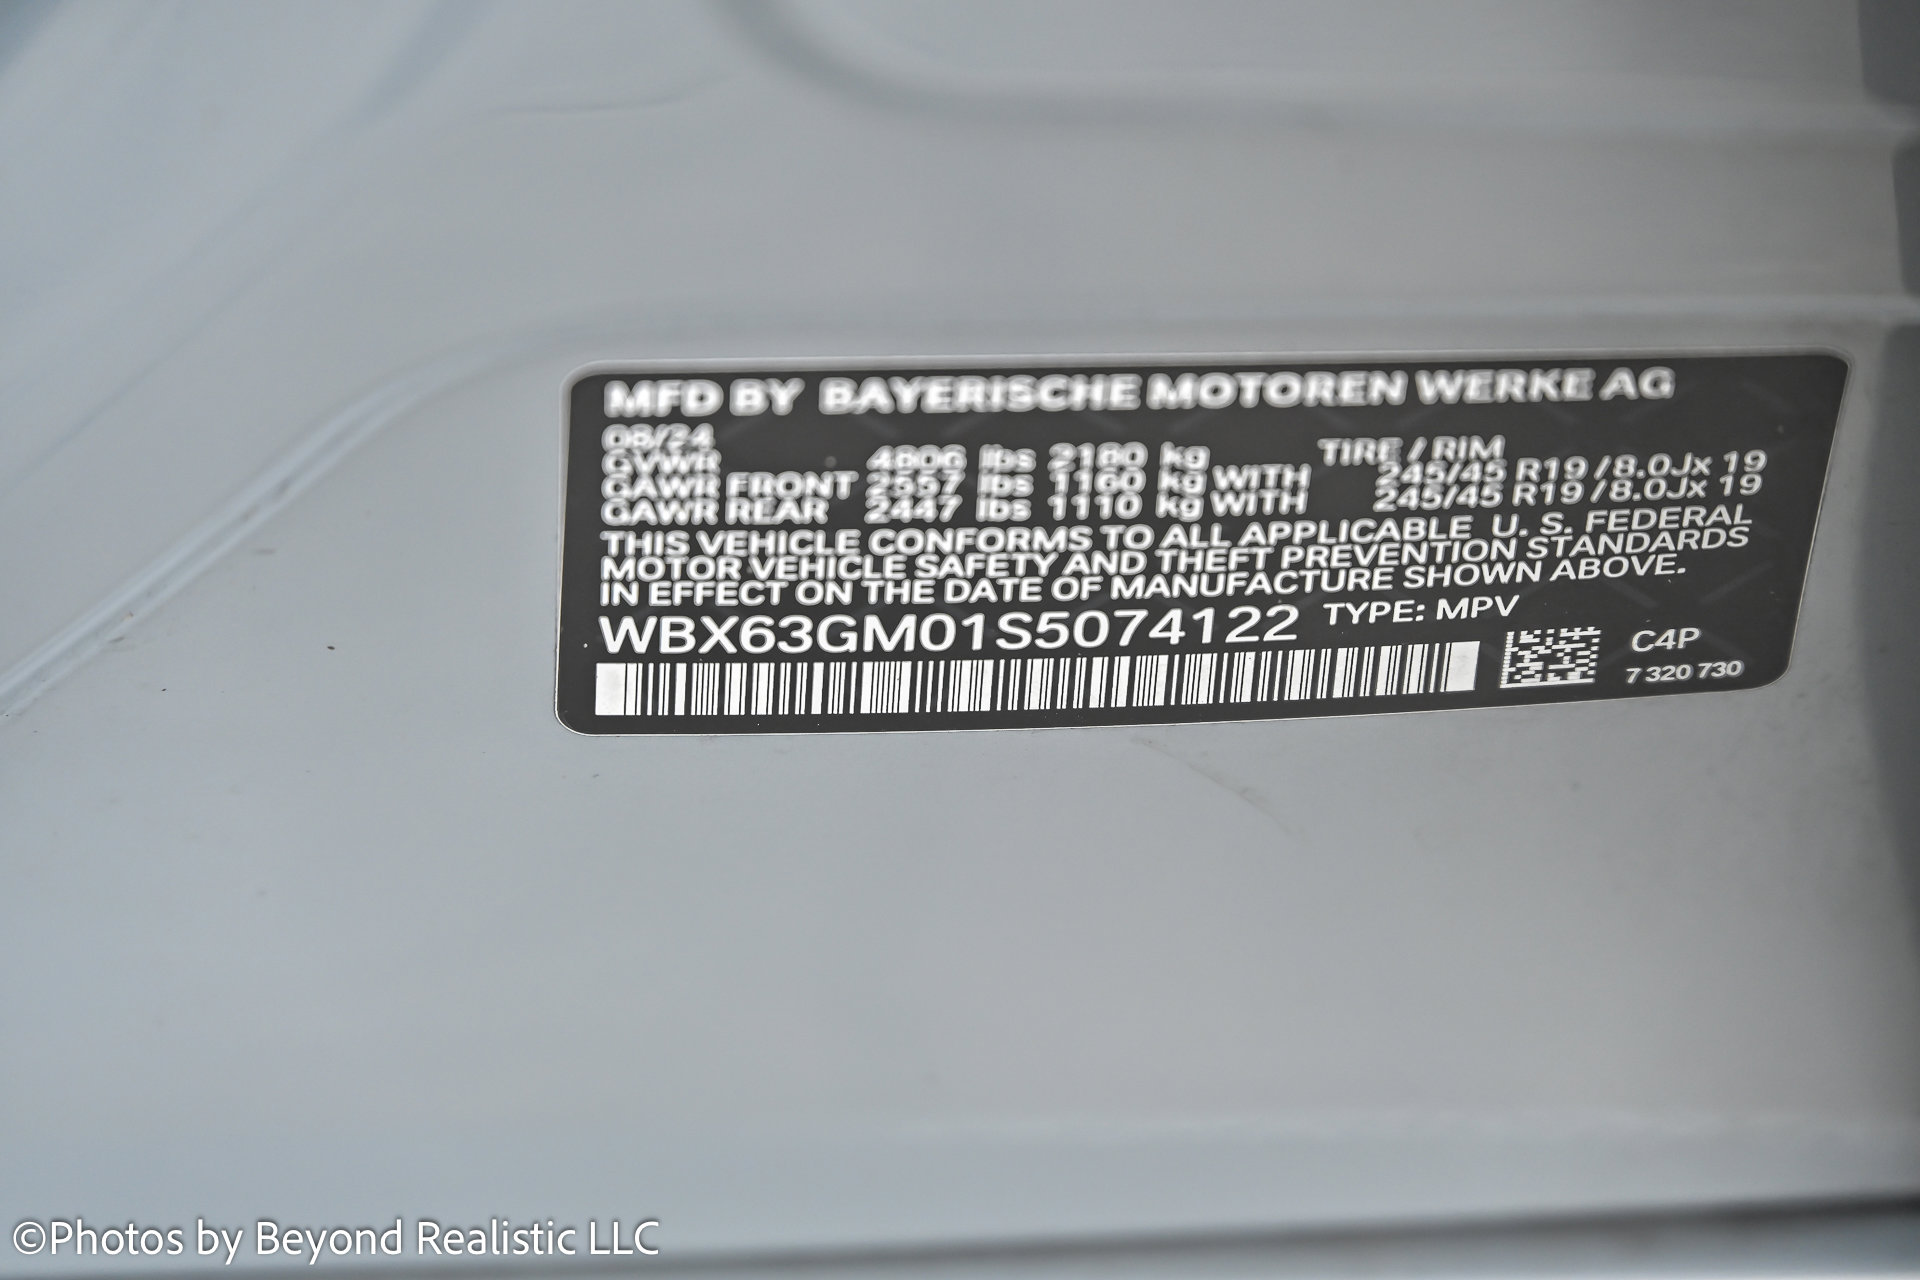 MFD BY BAYERISCHE MOTOREN WERKE AG
08/24
GVWR 4806 lbs 2180 kg TIRE / RIM
GAWR FRONT 2557 lbs 1160 kg WITH 245/45 R19 /8.0Jx 19
GAWR REAR 2447 lbs 1110 kg WITH 245/45 R19 /8.0Jx 19
THIS VEHICLE CONFORMS TO ALL APPLICABLE U. S. FEDERAL
MOTOR VEHICLE SAFETY AND THEFT PREVENTION STANDARDS
IN EFFECT ON THE DATE OF MANUFACTURE SHOWN ABOVE.
WBX63GM01S5074122 TYPE: MPV
C4P
7 320 730
©Photos by Beyond Realistic LLC